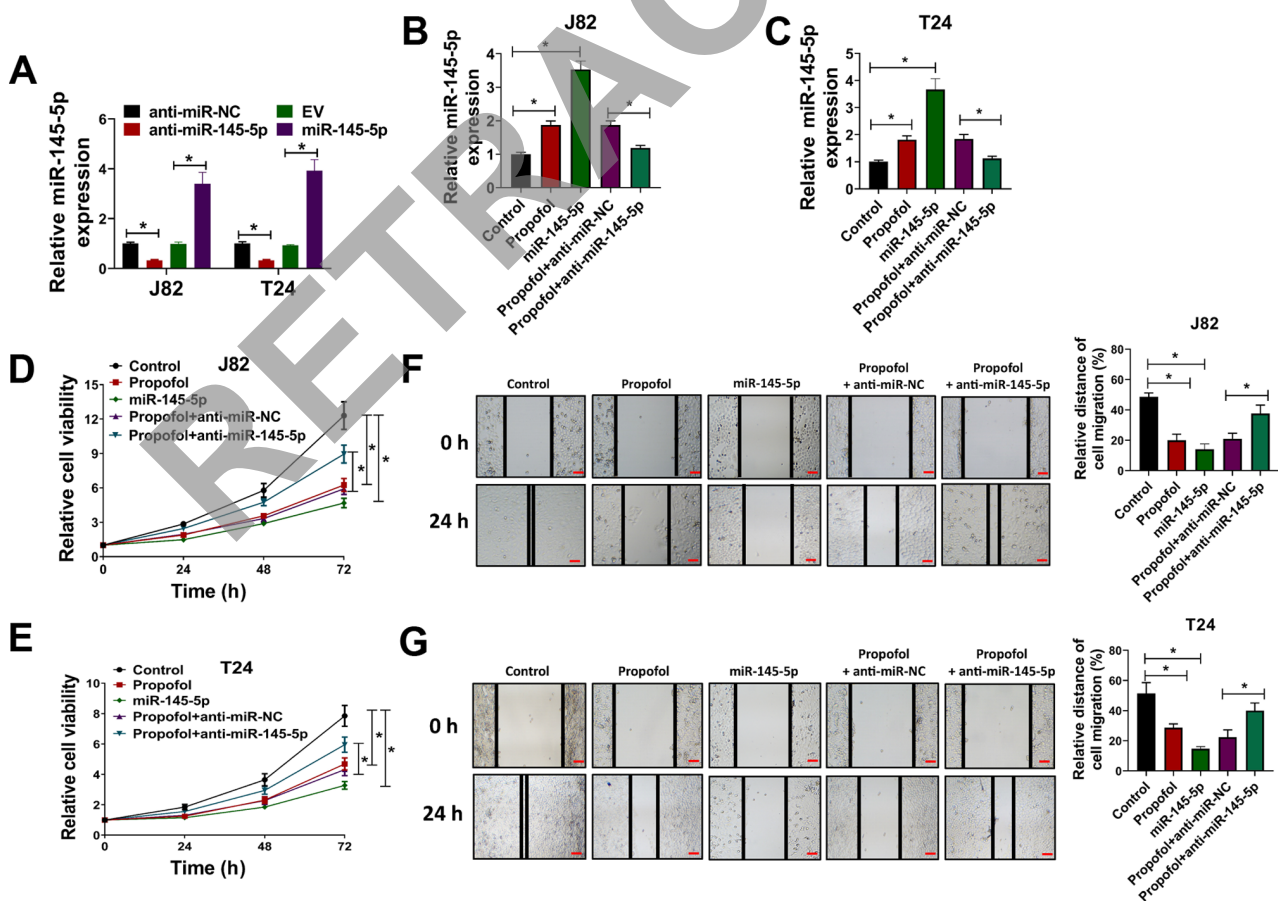 A
Relative miR-145-5p
expression
6
4
2
0
anti-miR-NC
anti-miR-145-5p
EV
miR-145-5p
*
*
*
*
J82
T24
B
J82
Relative miR-145-5p
expression
4
3
2
1
0
*
*
*
Control
Propofol
miR-145-5p
Propofol+anti-miR-NC
Propofol+anti-miR-145-5p
C
T24
Relative miR-145-5p
expression
5
4
3
2
1
0
*
*
*
Control
Propofol
miR-145-5p
Propofol+anti-miR-NC
Propofol+anti-miR-145-5p
D
J82
Relative cell viability
15
12
9
6
3
0
Control
Propofol
miR-145-5p
Propofol+anti-miR-NC
Propofol+anti-miR-145-5p
*
*
*
0
24
48
72
Time (h)
E
T24
Relative cell viability
10
8
6
4
2
0
Control
Propofol
miR-145-5p
Propofol+anti-miR-NC
Propofol+anti-miR-145-5p
*
*
*
0
24
48
72
Time (h)
F
Control
Propofol
miR-145-5p
Propofol
+ anti-miR-NC
Propofol
+ anti-miR-145-5p
0 h
24 h
J82
Relative distance of
cell migration (%)
80
60
40
20
0
*
*
*
Control
Propofol
miR-145-5p
Propofol+anti-miR-NC
Propofol+anti-miR-145-5p
G
Control
Propofol
miR-145-5p
Propofol
+ anti-miR-NC
Propofol
+ anti-miR-145-5p
0 h
24 h
T24
Relative distance of
cell migration (%)
80
60
40
20
0
*
*
*
Control
Propofol
miR-145-5p
Propofol+anti-miR-NC
Propofol+anti-miR-145-5p
RETRAC